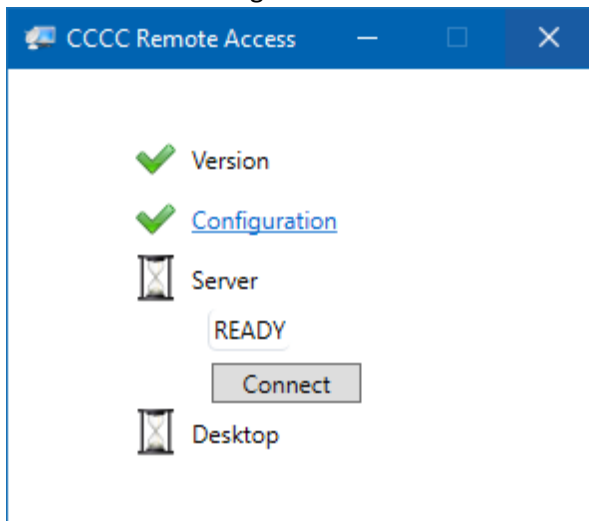 CCCC Remote Access
Version
Configuration
Server
READY
Connect
Desktop